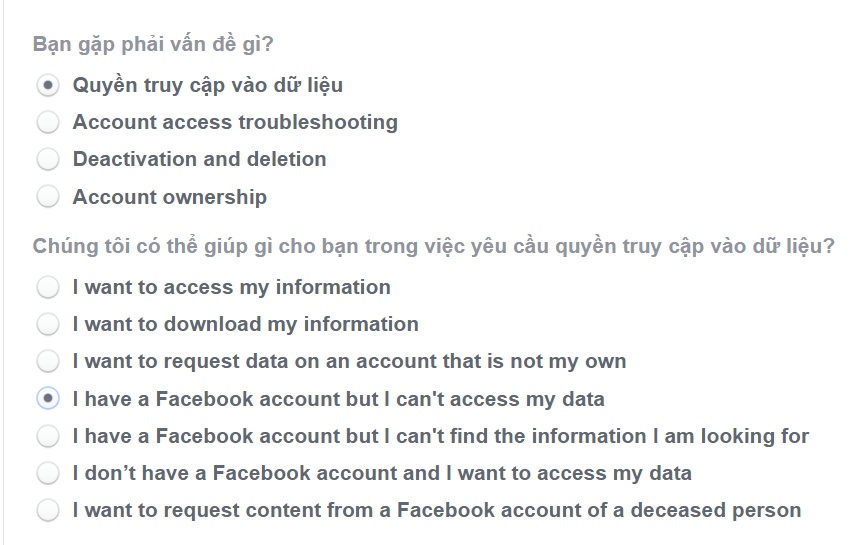 Bạn gặp phải vấn đề gì?
Quyền truy cập vào dữ liệu
Account access troubleshooting
Deactivation and deletion
Account ownership
Chúng tôi có thể giúp gì cho bạn trong việc yêu cầu quyền truy cập vào dữ liệu?
I want to access my information
I want to download my information
I want to request data on an account that is not my own
I have a Facebook account but I can't access my data
I have a Facebook account but I can't find the information I am looking for
I don’t have a Facebook account and I want to access my data
I want to request content from a Facebook account of a deceased person